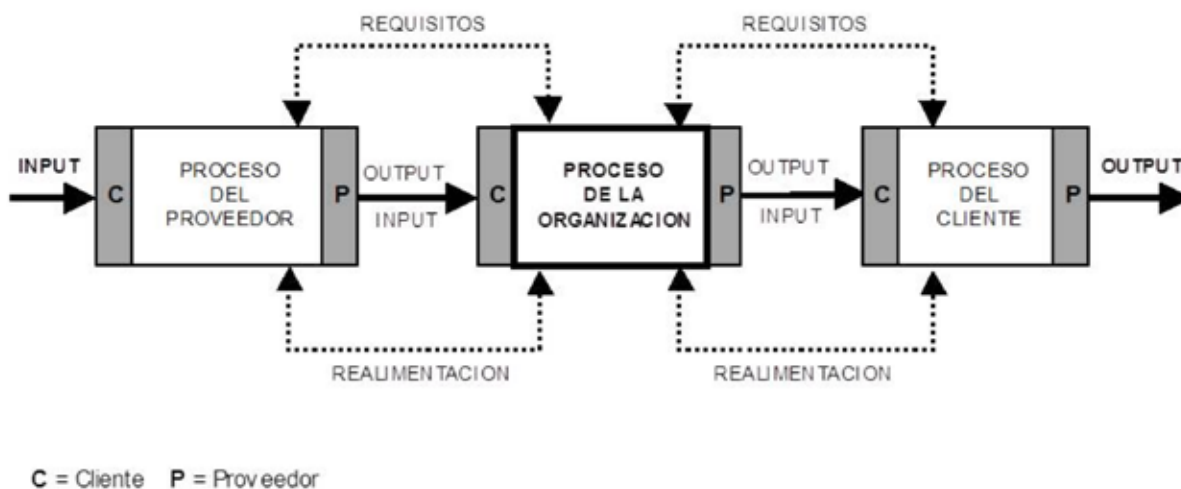 REQUISITOS
REQUISITOS
INPUT
C
PROCESO
DEL
PROVEEDOR
P
OUTPUT
INPUT
C
PROCESO
DE LA
ORGANIZACION
P
OUTPUT
INPUT
C
PROCESO
DEL
CLIENTE
P
OUTPUT
REALIMENTACION
REALIMENTACION
C = Cliente P = Proveedor